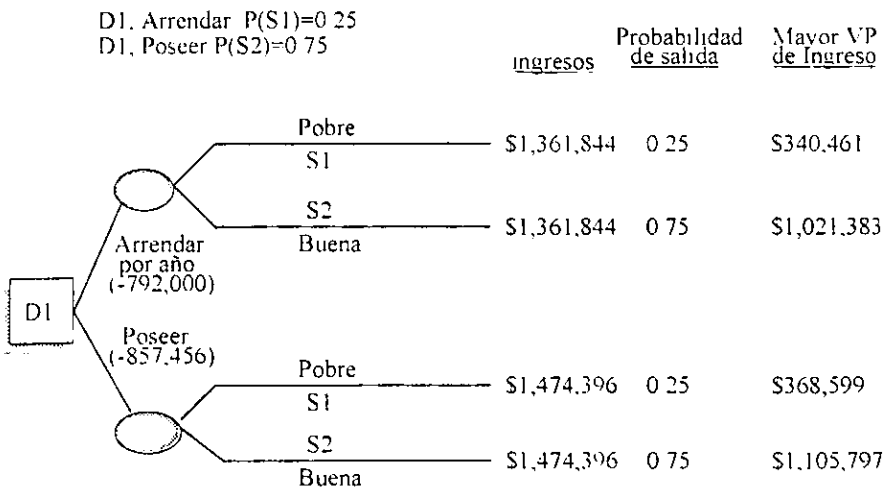 D1, Arrendar P(S1)=0 25
D1, Poseer P(S2)=0 75
ingresos
Probabilidad de salida
Mayor VP de Ingreso
Pobre
S1
$1,361,844 0 25 $340,461
S2
Buena
$1,361,844 0 75 $1,021,383
Arrendar
por año
(-792,000)
D1
Poseer
(-857,456)
Pobre
S1
$1,474,396 0 25 $368,599
S2
Buena
$1,474,396 0 75 $1,105,797